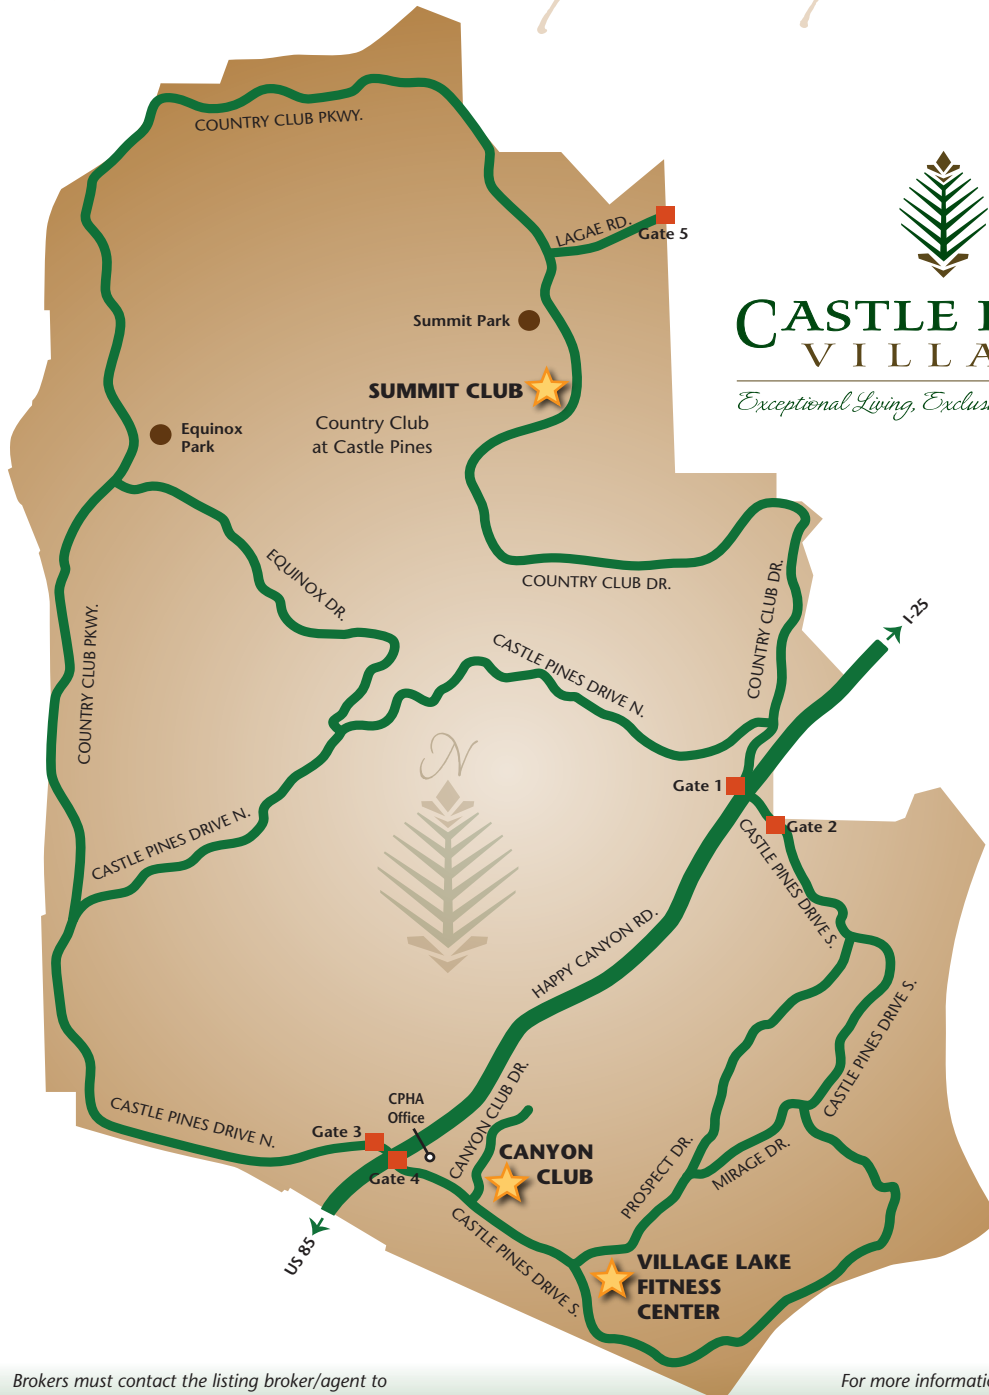 COUNTRY CLUB PKWY.
LAGAE RD.
Gate 5
Summit Park
SUMMIT CLUB
Country Club
at Castle Pines
Equinox
Park
CASTLE
VILLA
Exceptional Living,
EQUINOX DR.
COUNTRY CLUB DR.
COUNTRY CLUB DR.
I-25
COUNTRY CLUB PKWY.
CASTLE PINES DRIVE N.
N
Gate 1
Gate 2
CASTLE PINES DRIVE N.
CASTLE PINES DRIVE S.
HAPPY CANYON RD.
CASTLE PINES DRIVE S.
CASTLE PINES DRIVE N.
Gate 3
CPHA
Office
Gate 4
CANYON CLUB DR.
CANYON
CLUB
PROSPECT DR.
MIRAGE DR.
US 85
CASTLE PINES DRIVE S.
VILLAGE LAKE
FITNESS
CENTER
Brokers must contact the listing broker/agent to
For more